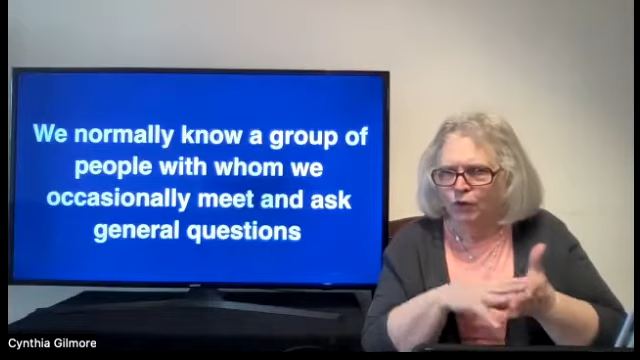 We normally know a group of
people with whom we
occasionally meet and ask
general questions
Cynthia Gilmore